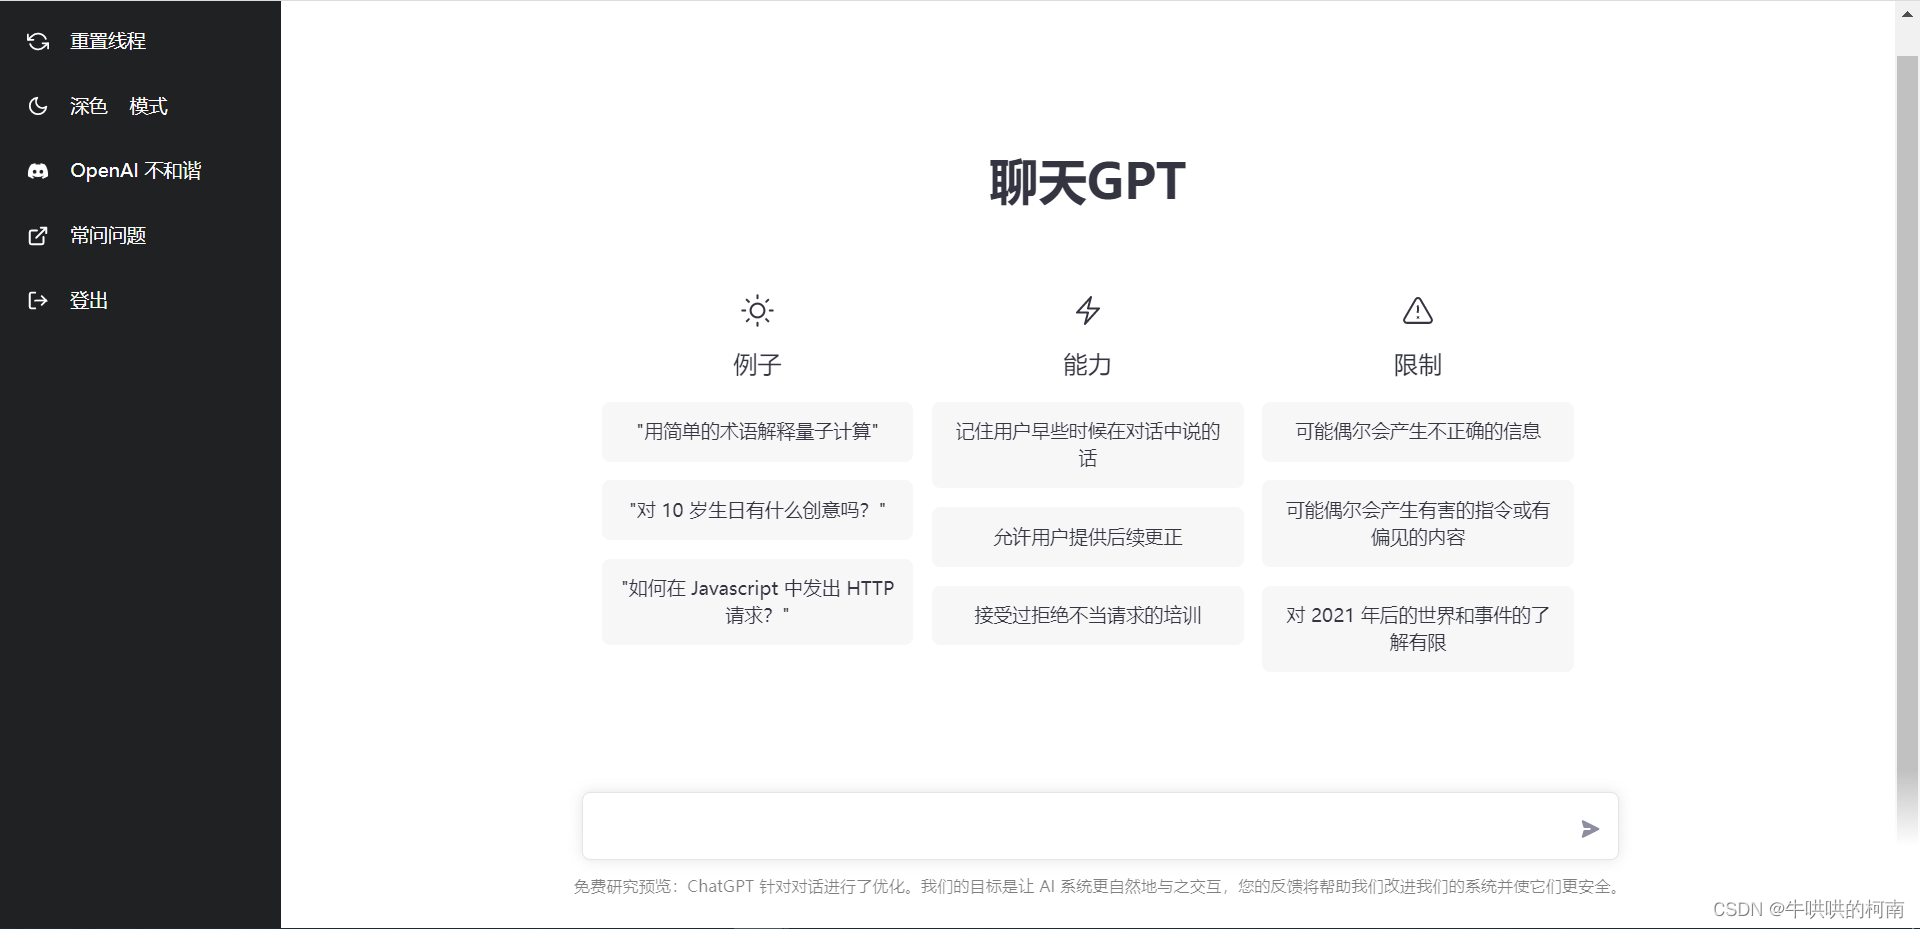 重置线程
深色 模式
OpenAI 不和谐
常问问题
登出
聊天GPT
例子
"用简单的术语解释量子计算"
"对 10 岁生日有什么创意吗？"
"如何在 Javascript 中发出 HTTP
请求？"
能力
记住用户早些时候在对话中说的
话
允许用户提供后续更正
接受过拒绝不当请求的培训
限制
可能偶尔会产生不正确的信息
可能偶尔会产生有害的指令或有
偏见的内容
对 2021 年后的世界和事件的了
解有限
免费研究预览：ChatGPT 针对对话进行了优化。我们的目标是让 AI 系统更自然地与之交互，您的反馈将帮助我们改进我们的系统并使它们更安全。
CSDN @牛哄哄的柯南